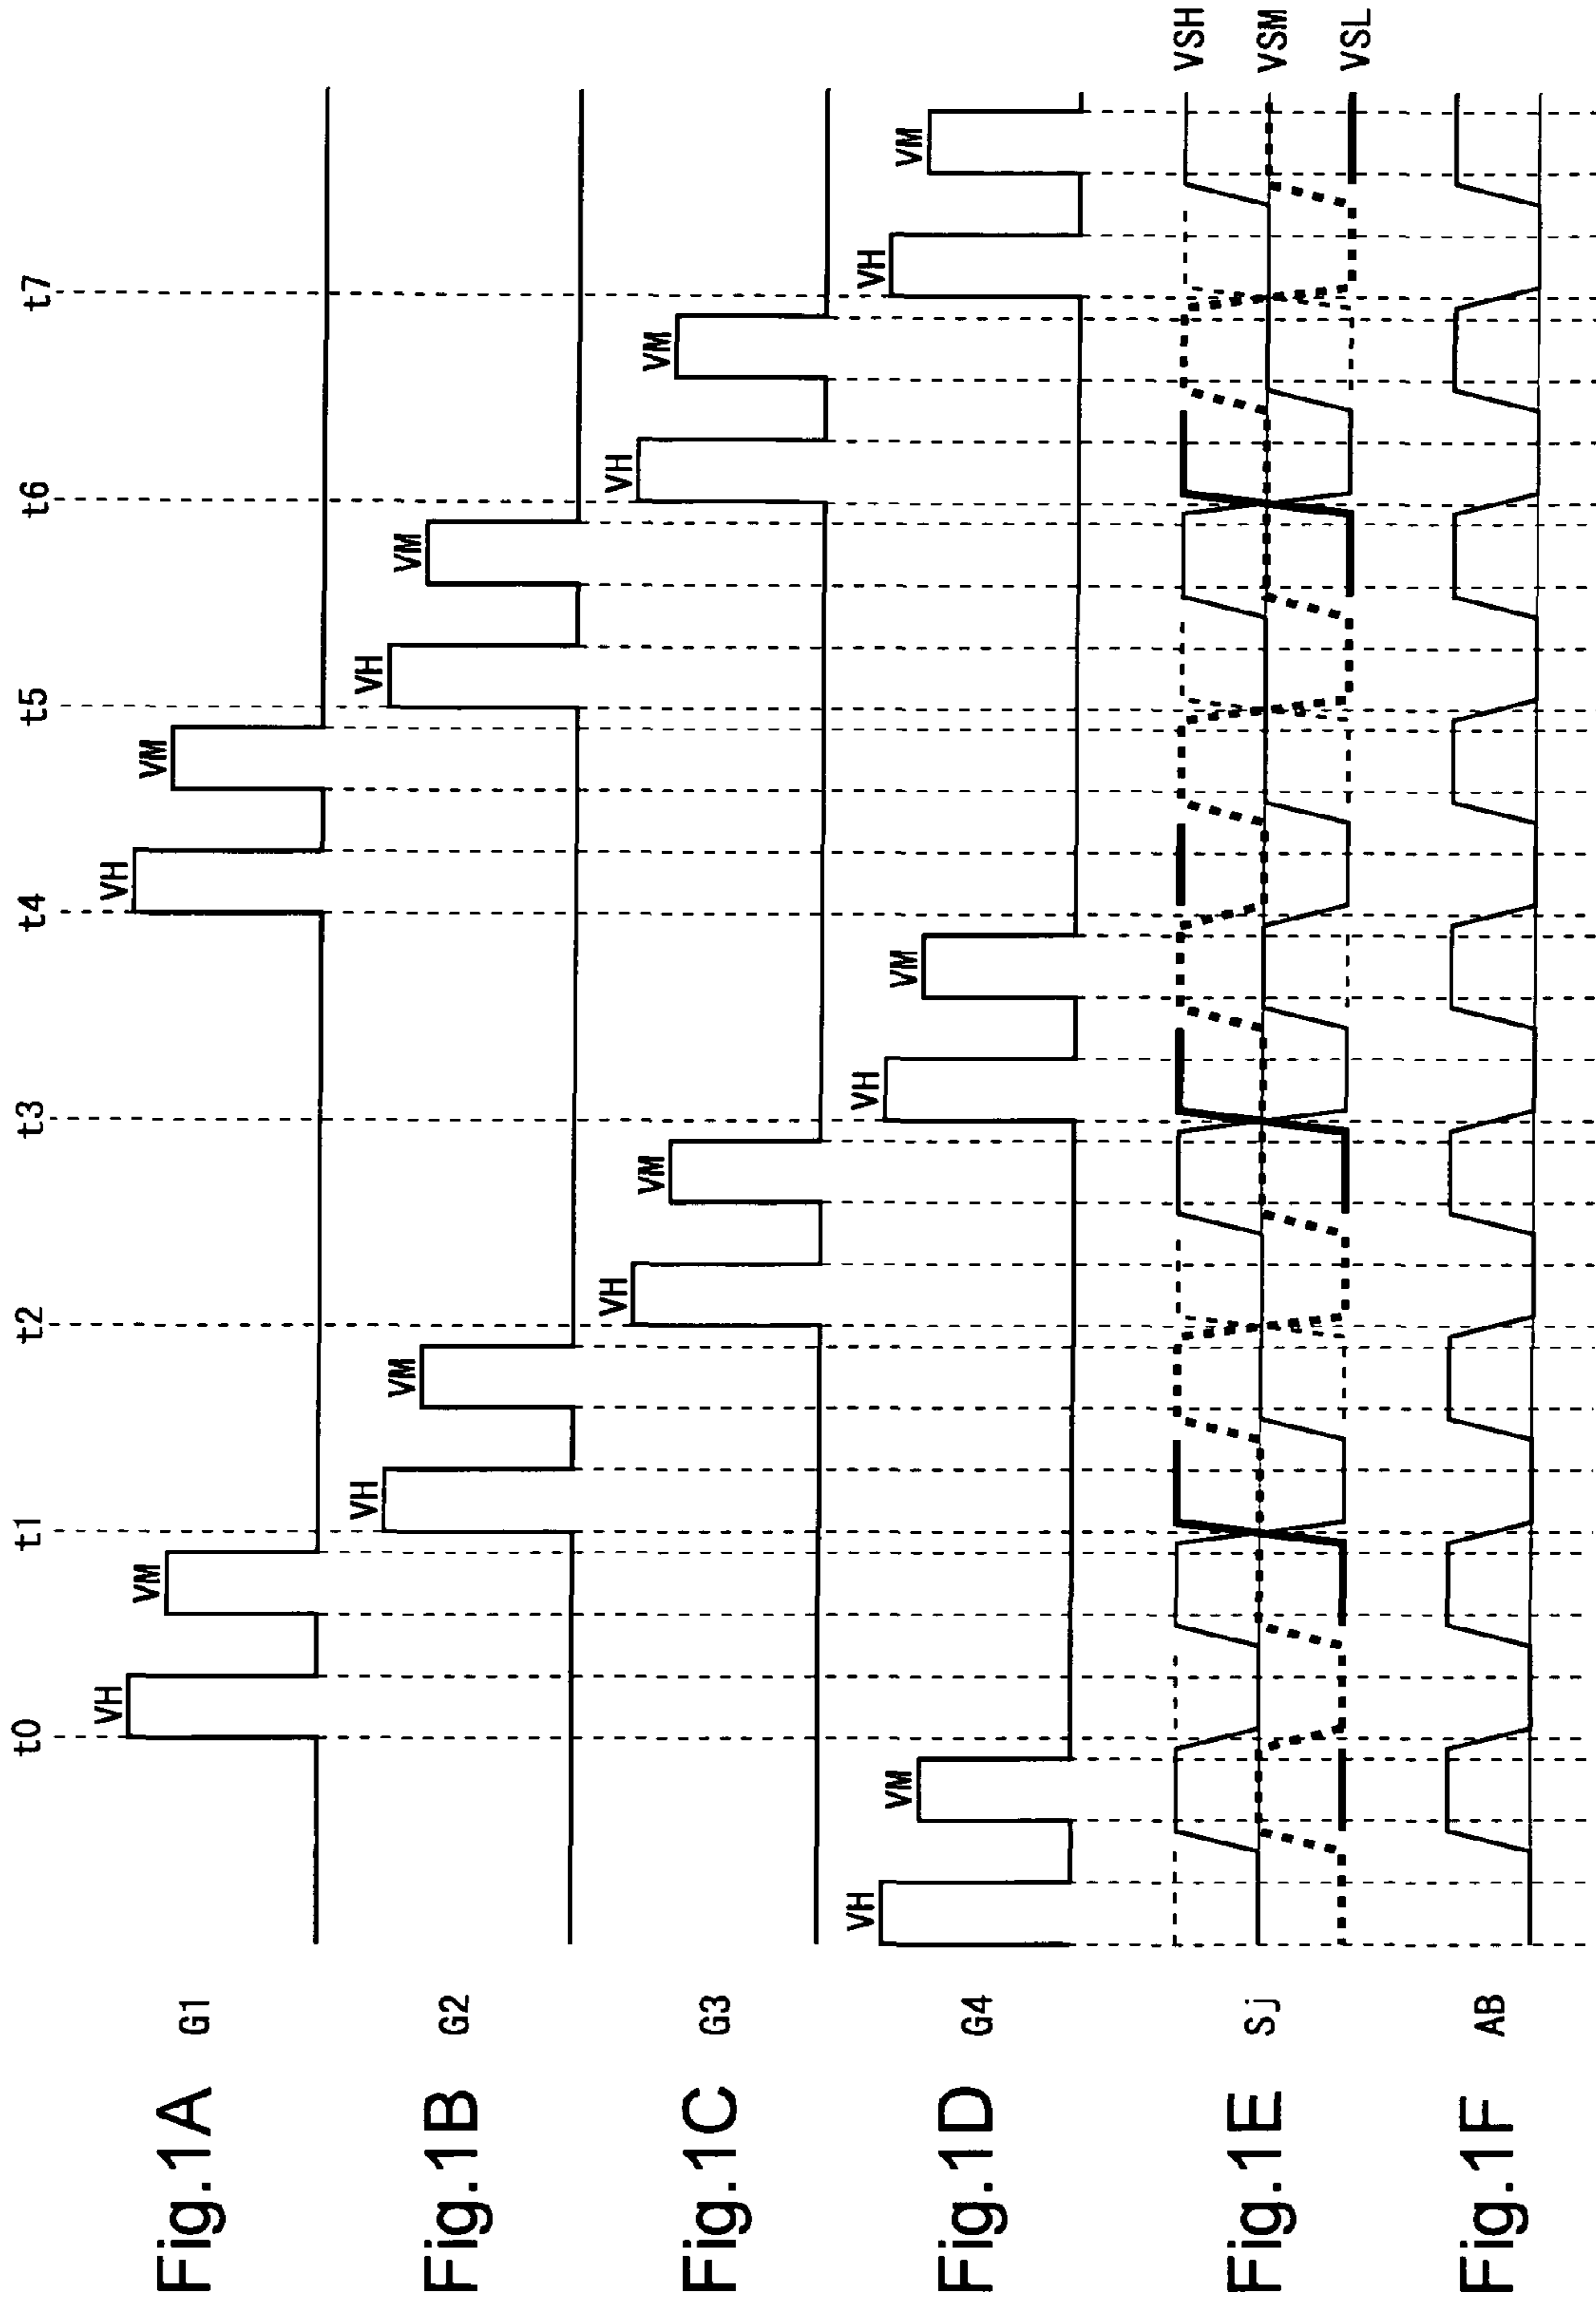 t0 t1 t2 t3 t4 t5 t6 t7
Fig.1A G1 VH VM VH VM
Fig.1B G2 VH VM VH VM
Fig.1C G3 VH VM VH VM
Fig.1D G4 VH VM VH VM VH VM
Fig.1E Sj VSH
VSM
VSL
Fig.1F AB